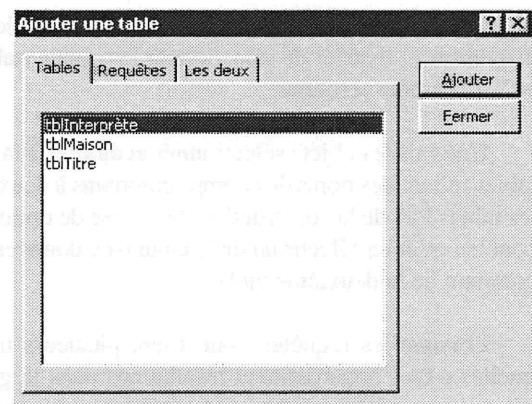 Ajouter une table
Tables Requêtes Les deux
Ajouter
Fermer
tblInterprète
tblMaison
tblTitre